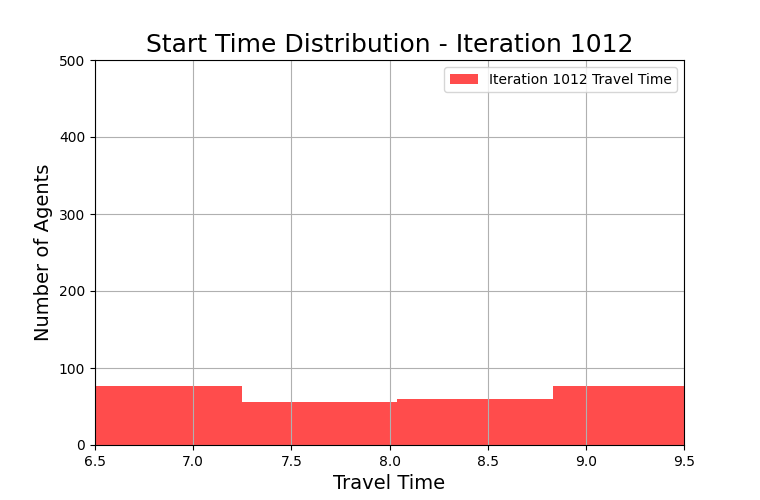 Start Time Distribution - Iteration 1012
Iteration 1012 Travel Time
Number of Agents
500
400
300
200
100
0
6.5 7.0 7.5 8.0 8.5 9.0 9.5
Travel Time